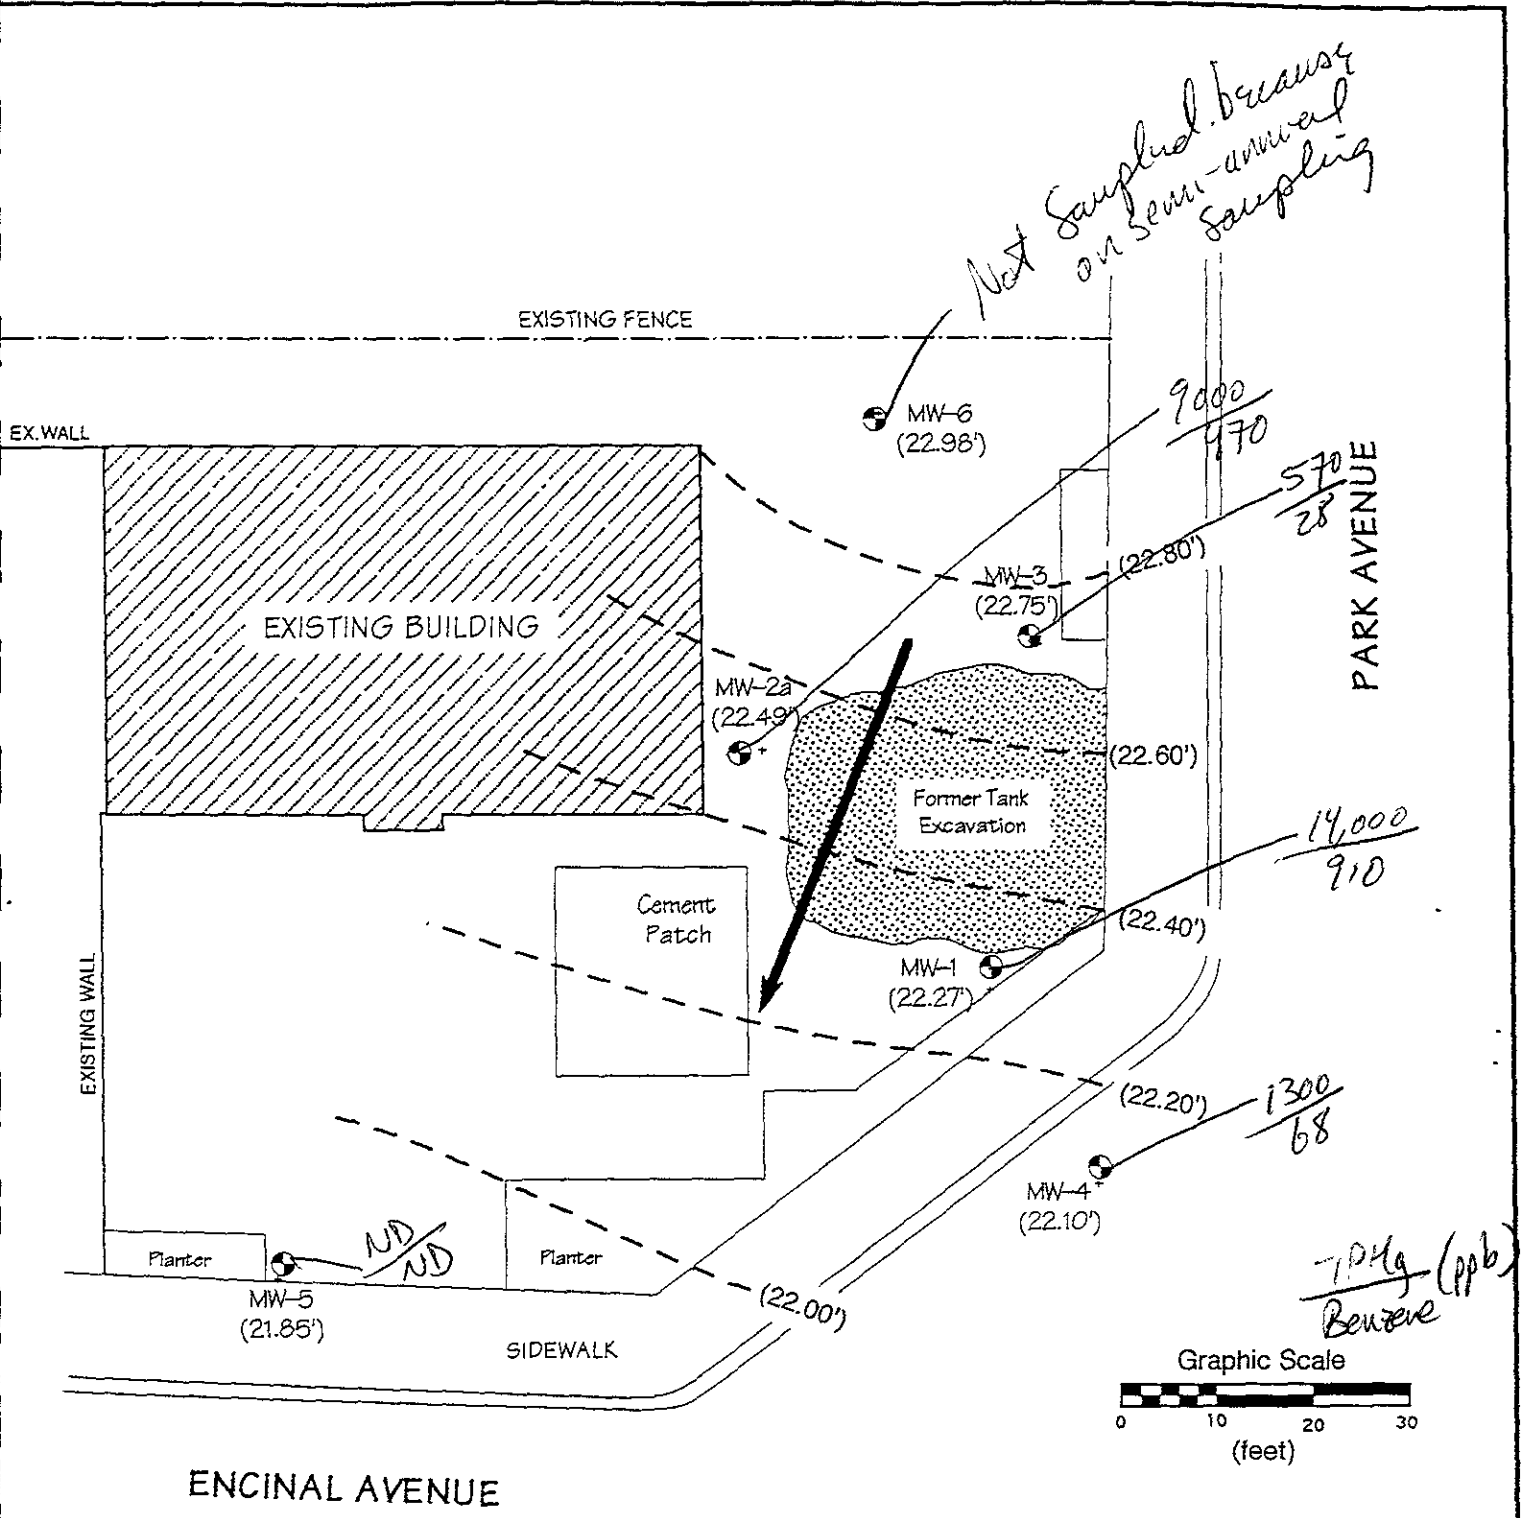 Not Sampled because
on semi-annual
sampling
EXISTING FENCE
MW-6
(22.98')
9000
970
EX. WALL
570
28
PARK AVENUE
(22.80')
MW-3
(22.75')
EXISTING BUILDING
MW-2a
(22.49')
(22.60')
Former Tank
Excavation
14,000
910
Cement
Patch
(22.40')
MW-1
(22.27')
EXISTING WALL
(22.20')
1300
68
MW-4
(22.10')
Planter
ND
ND
Planter
TPHg (ppb)
Benzene
MW-5
(21.85')
(22.00')
SIDEWALK
Graphic Scale
0 10 20 30
(feet)
ENCINAL AVENUE